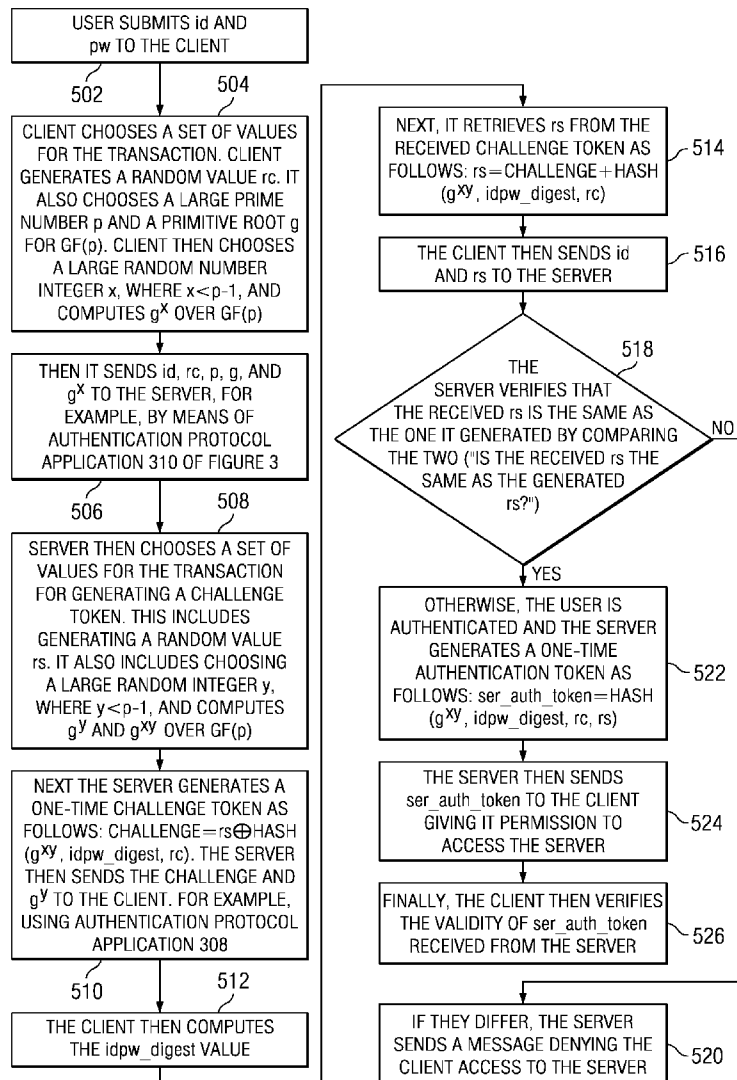 USER SUBMITS id AND
pw TO THE CLIENT
502
504
CLIENT CHOOSES A SET OF VALUES
FOR THE TRANSACTION. CLIENT
GENERATES A RANDOM VALUE rc. IT
ALSO CHOOSES A LARGE PRIME
NUMBER p AND A PRIMITIVE ROOT g
FOR GF(p). CLIENT THEN CHOOSES
A LARGE RANDOM NUMBER
INTEGER x, WHERE x<p-1, AND
COMPUTES g^x OVER GF(p)
THEN IT SENDS id, rc, p, g, AND
g^x TO THE SERVER, FOR
EXAMPLE, BY MEANS OF
AUTHENTICATION PROTOCOL
APPLICATION 310 OF FIGURE 3
506
508
SERVER THEN CHOOSES A SET OF
VALUES FOR THE TRANSACTION
FOR GENERATING A CHALLENGE
TOKEN. THIS INCLUDES
GENERATING A RANDOM VALUE
rs. IT ALSO INCLUDES CHOOSING
A LARGE RANDOM INTEGER y,
WHERE y<p-1, AND COMPUTES
g^y AND g^xy OVER GF(p)
NEXT THE SERVER GENERATES A
ONE-TIME CHALLENGE TOKEN AS
FOLLOWS: CHALLENGE=rs⊕HASH
(g^xy, idpw_digest, rc). THE SERVER
THEN SENDS THE CHALLENGE AND
g^y TO THE CLIENT. FOR EXAMPLE,
USING AUTHENTICATION PROTOCOL
APPLICATION 308
510
512
THE CLIENT THEN COMPUTES
THE idpw_digest VALUE
NEXT, IT RETRIEVES rs FROM THE
RECEIVED CHALLENGE TOKEN AS
FOLLOWS: rs=CHALLENGE+HASH
(g^xy, idpw_digest, rc)
514
THE CLIENT THEN SENDS id
AND rs TO THE SERVER
516
518
THE
SERVER VERIFIES THAT
THE RECEIVED rs IS THE SAME AS
THE ONE IT GENERATED BY COMPARING
THE TWO ("IS THE RECEIVED rs THE
SAME AS THE GENERATED
rs?")
NO
YES
OTHERWISE, THE USER IS
AUTHENTICATED AND THE SERVER
GENERATES A ONE-TIME
AUTHENTICATION TOKEN AS
FOLLOWS: ser_auth_token=HASH
(g^xy, idpw_digest, rc, rs)
522
THE SERVER THEN SENDS
ser_auth_token TO THE CLIENT
GIVING IT PERMISSION TO
ACCESS THE SERVER
524
FINALLY, THE CLIENT THEN VERIFIES
THE VALIDITY OF ser_auth_token
RECEIVED FROM THE SERVER
526
IF THEY DIFFER, THE SERVER
SENDS A MESSAGE DENYING THE
CLIENT ACCESS TO THE SERVER
520